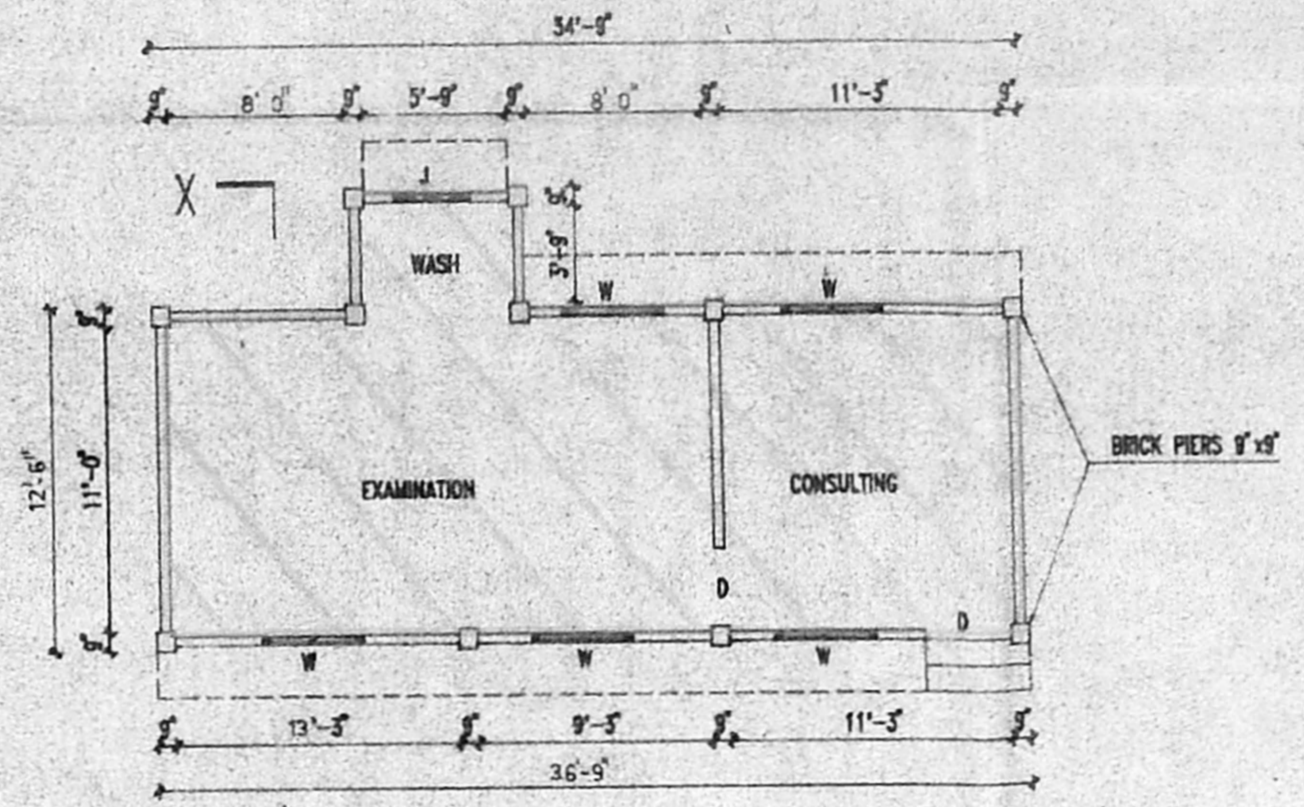 34'-9"
9" 8' 0" 9" 5'-9" 9" 8' 0" 9" 11'-3" 9"
X
J
9"
WASH
3'-9"
W W
9"
12'-6"
11'-0"
BRICK PIERS 9" x9"
EXAMINATION CONSULTING
D
D
9"
W W W
9" 13'-3" 9" 9'-3" 9" 11'-3" 9"
36'-9"